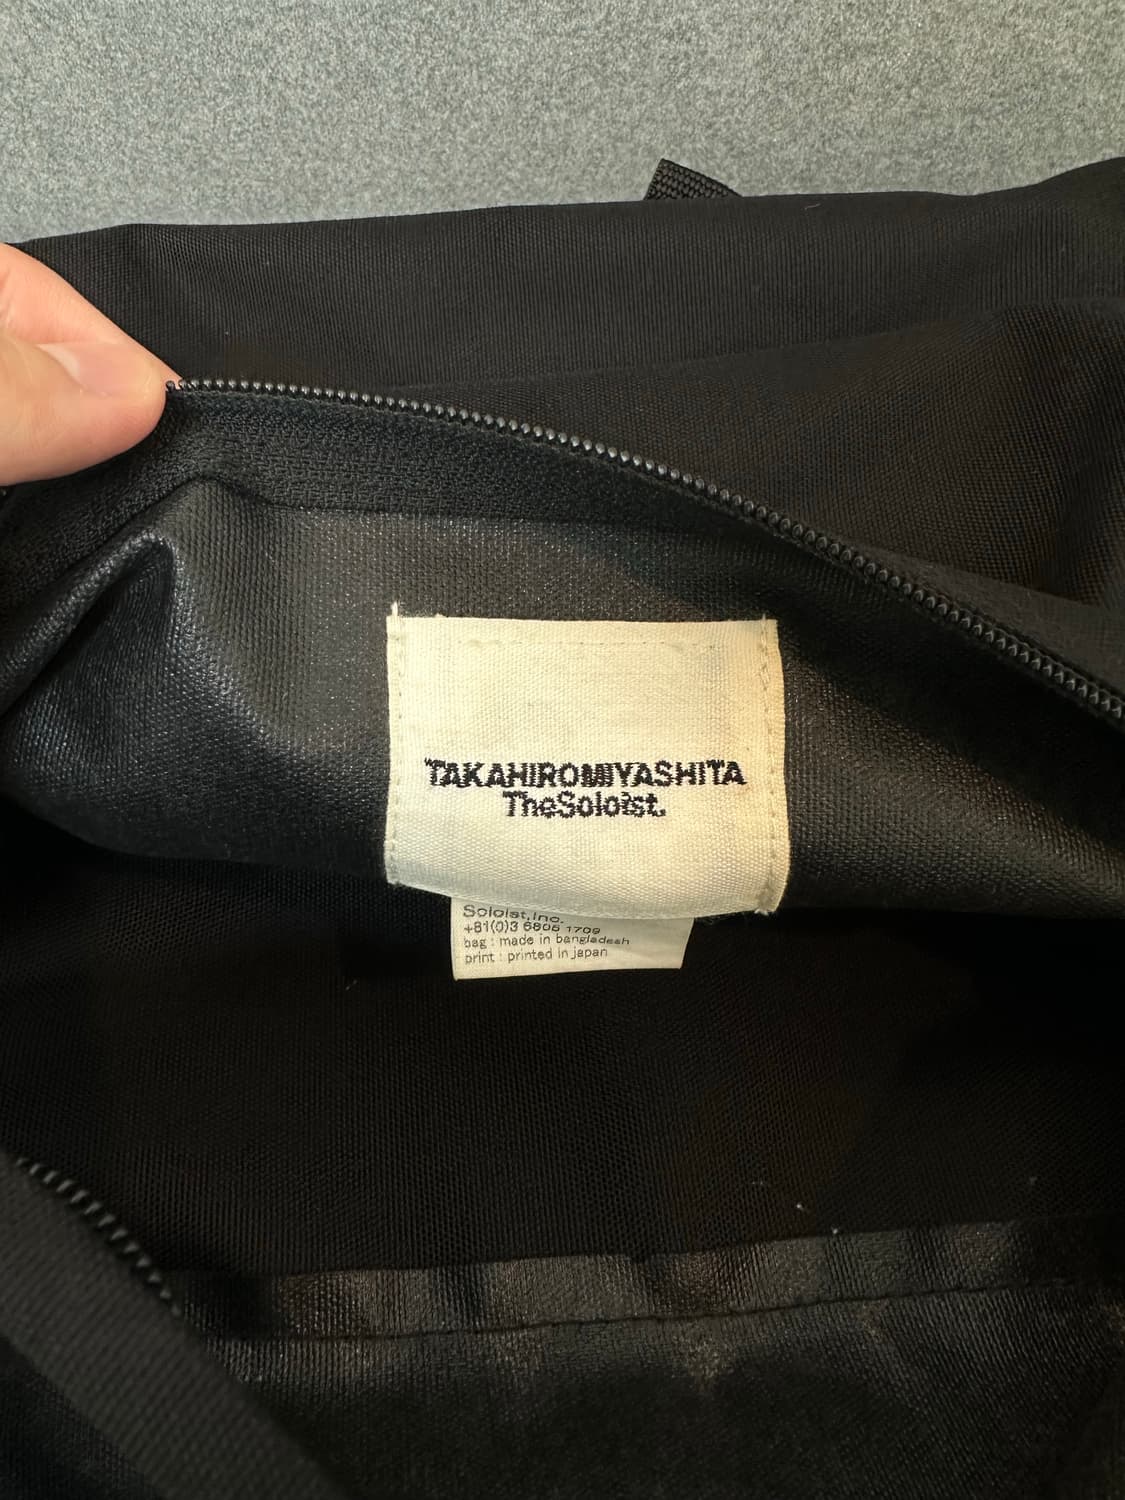 TAKAHIROMIYASHITA
TheSoloist.
Soloist,Inc.
+81(0)3 6805 1709
bag : made in bangladesh
print : printed in japan